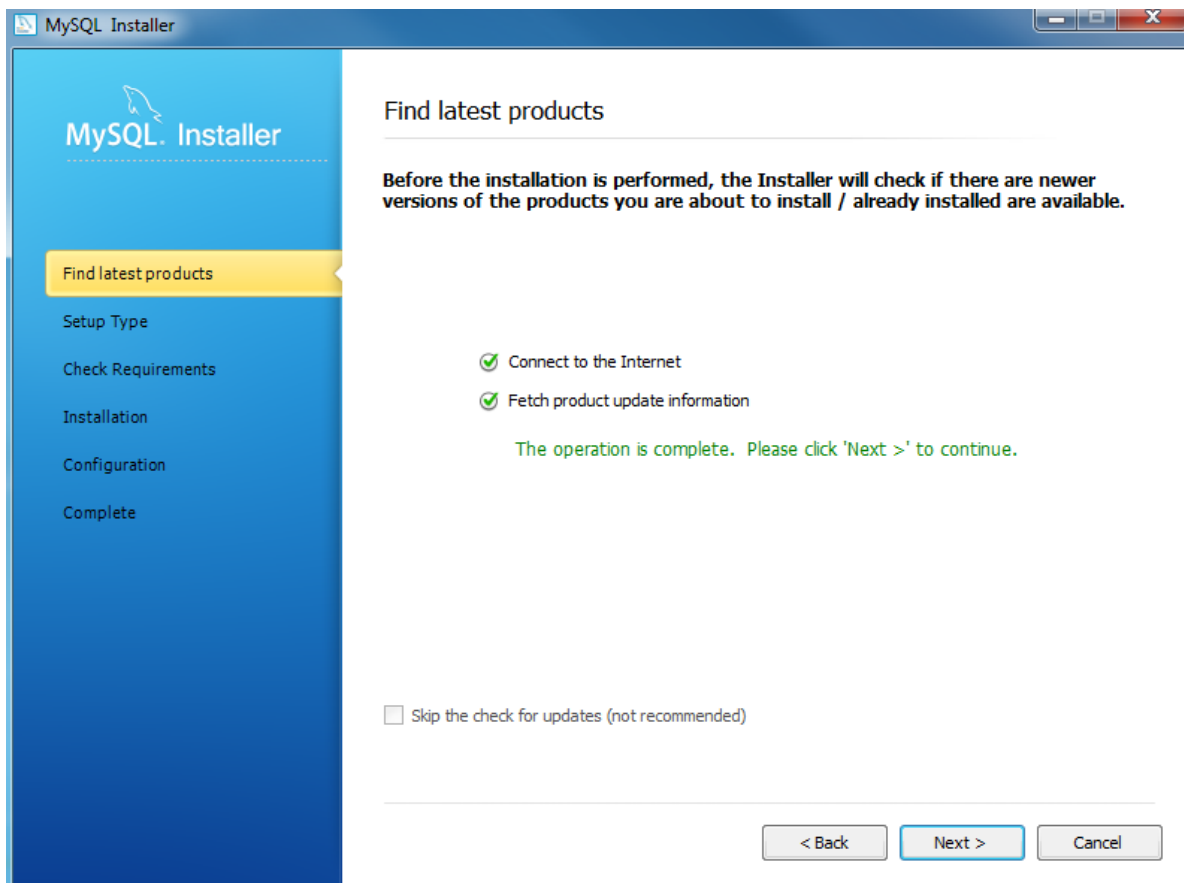 MySQL Installer
MySQL. Installer
Find latest products
Setup Type
Check Requirements
Installation
Configuration
Complete
Find latest products
Before the installation is performed, the Installer will check if there are newer
versions of the products you are about to install / already installed are available.
Connect to the Internet
Fetch product update information
The operation is complete. Please click 'Next >' to continue.
Skip the check for updates (not recommended)
< Back
Next >
Cancel